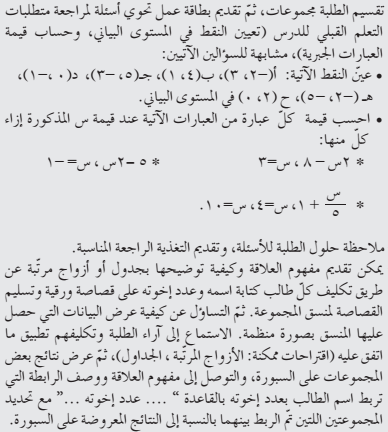 تقسيم الطلبة مجموعات، ثمّ تقديم بطاقة عمل تحوي أسئلة لمراجعة متطلبات
التعلم القبلي للدرس (تعيين النقط في المستوى البياني، وحساب قيمة
العبارات الجبرية)، مشابهة للسؤالين الآتيين:
• عيّن النقط الآتية: أ(−٢، ٣)، ب(٤، ١)، جـ(٥، −٣)، د(٠، −١)،
هـ (−٢، −٥)، ح (٢، ٠) في المستوى البياني.
• احسب قيمة كلّ عبارة من العبارات الآتية عند قيمة س المذكورة إزاء
كلّ منها:
* ٢س − ٨ ، س=٣ * ٥ −٢س ، س= −١
* س/٥ + ١، س=٤، س=١٠.
ملاحظة حلول الطلبة للأسئلة، وتقديم التغذية الراجعة المناسبة.
يمكن تقديم مفهوم العلاقة وكيفية توضيحها بجدول أو أزواج مرتّبة عن
طريق تكليف كلّ طالب كتابة اسمه وعدد إخوته على قصاصة ورقية وتسليم
القصاصة لمنسق المجموعة. ثمّ التساؤل عن كيفية عرض البيانات التي حصل
عليها المنسق بصورة منظمة. الاستماع إلى آراء الطلبة وتكليفهم تطبيق ما
اتفق عليه (اقتراحات ممكنة: الأزواج المرتّبة ، الجداول)، ثمّ عرض نتائج بعض
المجموعات على السبورة، والتوصل إلى مفهوم العلاقة ووصف الرابطة التي
تربط اسم الطالب بعدد إخوته بالقاعدة " .... عدد إخوته ..." مع تحديد
المجموعتين اللتين تمّ الربط بينهما بالنسبة إلى النتائج المعروضة على السبورة.